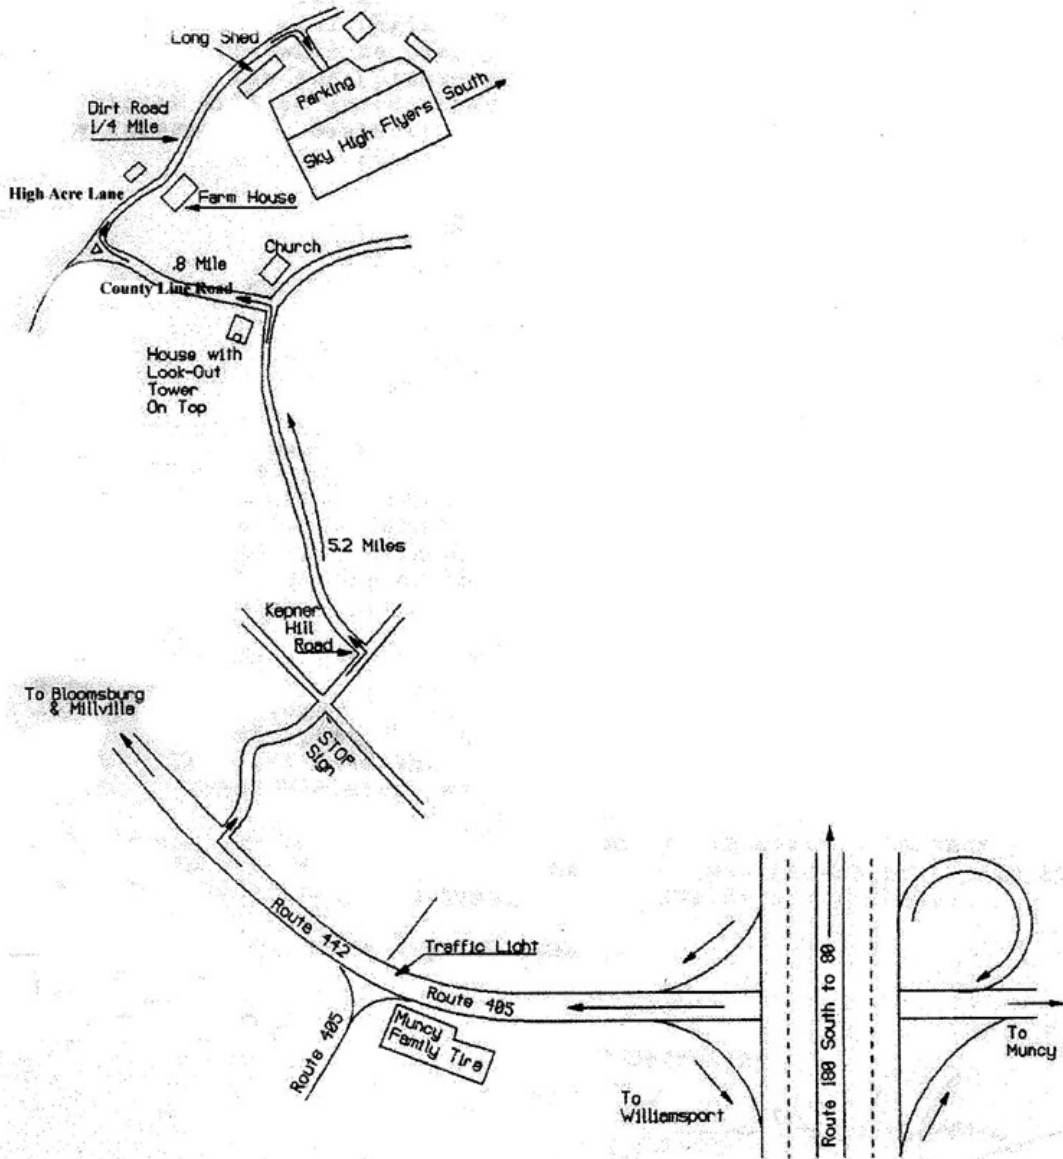 Long Shed
Parking
Sky High Flyers
South
Dirt Road
1/4 Mile
High Acre Lane
Farm House
Church
.8 Mile
County Line Road
House with
Look-Out
Tower
On Top
5.2 Miles
Kepner
Hill
Road
To Bloomsburg
& Millville
STOP
Sign
Route 442
Traffic Light
Route 405
Route 405
Muncy
Family Tire
To
Williamsport
Route 180 South to 80
To
Muncy